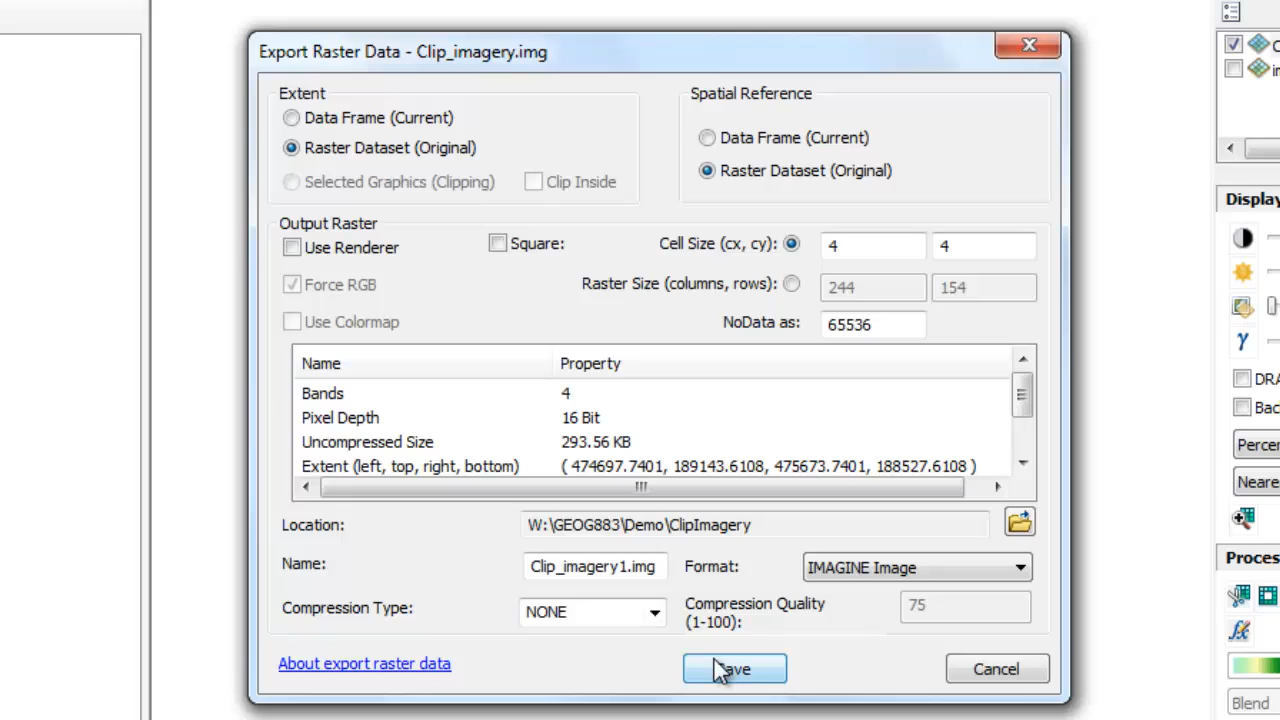 Export Raster Data - Clip_imagery.img
Extent
Data Frame (Current)
Raster Dataset (Original)
Selected Graphics (Clipping) Clip Inside
Spatial Reference
Data Frame (Current)
Raster Dataset (Original)
Output Raster
Use Renderer Square: Cell Size (cx, cy): 4 4
Force RGB Raster Size (columns, rows): 244 154
Use Colormap NoData as: 65536
Name Property
Bands 4
Pixel Depth 16 Bit
Uncompressed Size 293.56 KB
Extent (left, top, right, bottom) ( 474697.7401, 189143.6108, 475673.7401, 188527.6108 )
Location: W:\GEOG883\Demo\ClipImagery
Name: Clip_imagery1.img Format: IMAGINE Image
Compression Type: NONE Compression Quality
(1-100): 75
About export raster data Save Cancel
Display
DRA
Bac
Percen
Neare
Proces
Blend